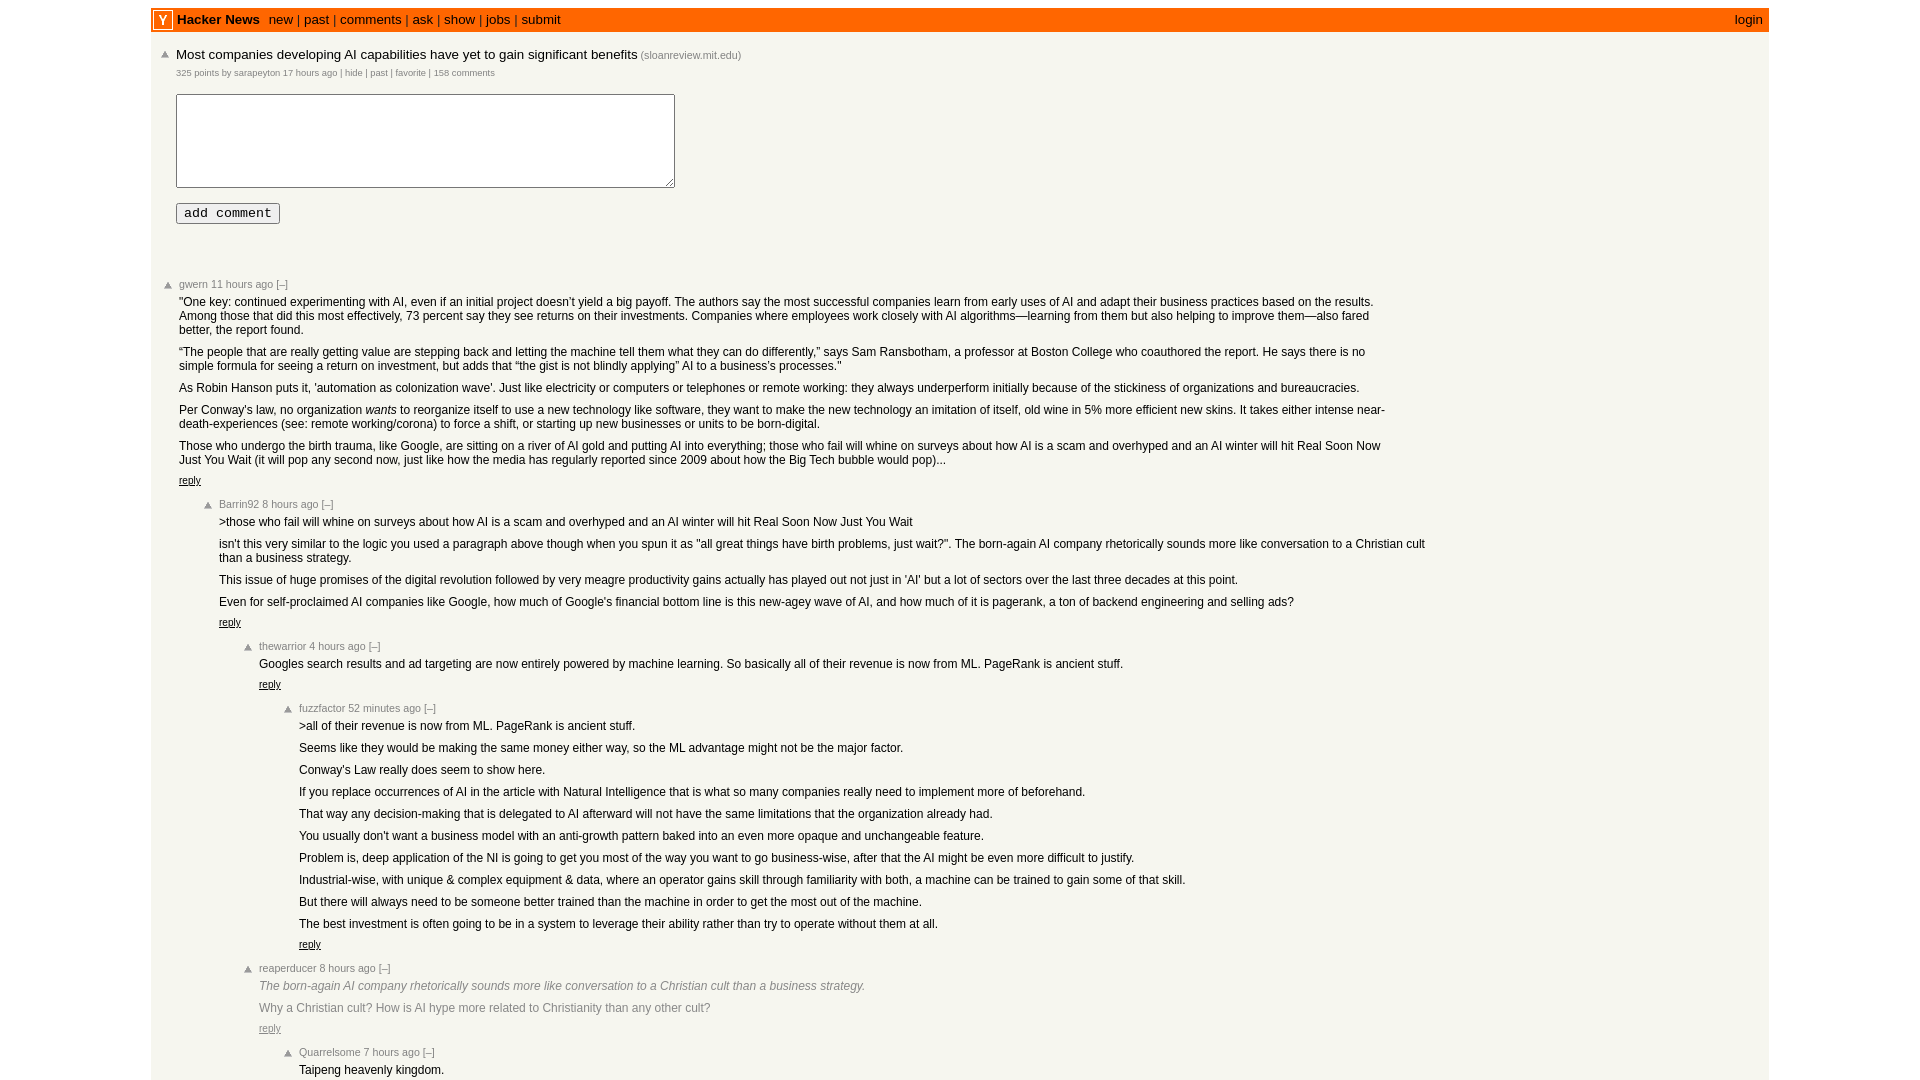 Y Hacker News new | past | comments | ask | show | jobs | submit login
Most companies developing AI capabilities have yet to gain significant benefits (sloanreview.mit.edu)
325 points by sarapeyton 17 hours ago | hide | past | favorite | 158 comments
add comment
gwern 11 hours ago [–]
"One key: continued experimenting with AI, even if an initial project doesn’t yield a big payoff. The authors say the most successful companies learn from early uses of AI and adapt their business practices based on the results.
Among those that did this most effectively, 73 percent say they see returns on their investments. Companies where employees work closely with AI algorithms—learning from them but also helping to improve them—also fared
better, the report found.
“The people that are really getting value are stepping back and letting the machine tell them what they can do differently,” says Sam Ransbotham, a professor at Boston College who coauthored the report. He says there is no
simple formula for seeing a return on investment, but adds that “the gist is not blindly applying” AI to a business’s processes."
As Robin Hanson puts it, 'automation as colonization wave'. Just like electricity or computers or telephones or remote working: they always underperform initially because of the stickiness of organizations and bureaucracies.
Per Conway's law, no organization wants to reorganize itself to use a new technology like software, they want to make the new technology an imitation of itself, old wine in 5% more efficient new skins. It takes either intense near-
death-experiences (see: remote working/corona) to force a shift, or starting up new businesses or units to be born-digital.
Those who undergo the birth trauma, like Google, are sitting on a river of AI gold and putting AI into everything; those who fail will whine on surveys about how AI is a scam and overhyped and an AI winter will hit Real Soon Now
Just You Wait (it will pop any second now, just like how the media has regularly reported since 2009 about how the Big Tech bubble would pop)...
reply
Barrin92 8 hours ago [–]
>those who fail will whine on surveys about how AI is a scam and overhyped and an AI winter will hit Real Soon Now Just You Wait
isn't this very similar to the logic you used a paragraph above though when you spun it as "all great things have birth problems, just wait?". The born-again AI company rhetorically sounds more like conversation to a Christian cult
than a business strategy.
This issue of huge promises of the digital revolution followed by very meagre productivity gains actually has played out not just in 'AI' but a lot of sectors over the last three decades at this point.
Even for self-proclaimed AI companies like Google, how much of Google's financial bottom line is this new-agey wave of AI, and how much of it is pagerank, a ton of backend engineering and selling ads?
reply
thewarrior 4 hours ago [–]
Googles search results and ad targeting are now entirely powered by machine learning. So basically all of their revenue is now from ML. PageRank is ancient stuff.
reply
fuzzfactor 52 minutes ago [–]
>all of their revenue is now from ML. PageRank is ancient stuff.
Seems like they would be making the same money either way, so the ML advantage might not be the major factor.
Conway's Law really does seem to show here.
If you replace occurrences of AI in the article with Natural Intelligence that is what so many companies really need to implement more of beforehand.
That way any decision-making that is delegated to AI afterward will not have the same limitations that the organization already had.
You usually don't want a business model with an anti-growth pattern baked into an even more opaque and unchangeable feature.
Problem is, deep application of the NI is going to get you most of the way you want to go business-wise, after that the AI might be even more difficult to justify.
Industrial-wise, with unique & complex equipment & data, where an operator gains skill through familiarity with both, a machine can be trained to gain some of that skill.
But there will always need to be someone better trained than the machine in order to get the most out of the machine.
The best investment is often going to be in a system to leverage their ability rather than try to operate without them at all.
reply
reaperducer 8 hours ago [–]
The born-again AI company rhetorically sounds more like conversation to a Christian cult than a business strategy.
Why a Christian cult? How is AI hype more related to Christianity than any other cult?
reply
Quarrelsome 7 hours ago [–]
Taipeng heavenly kingdom.